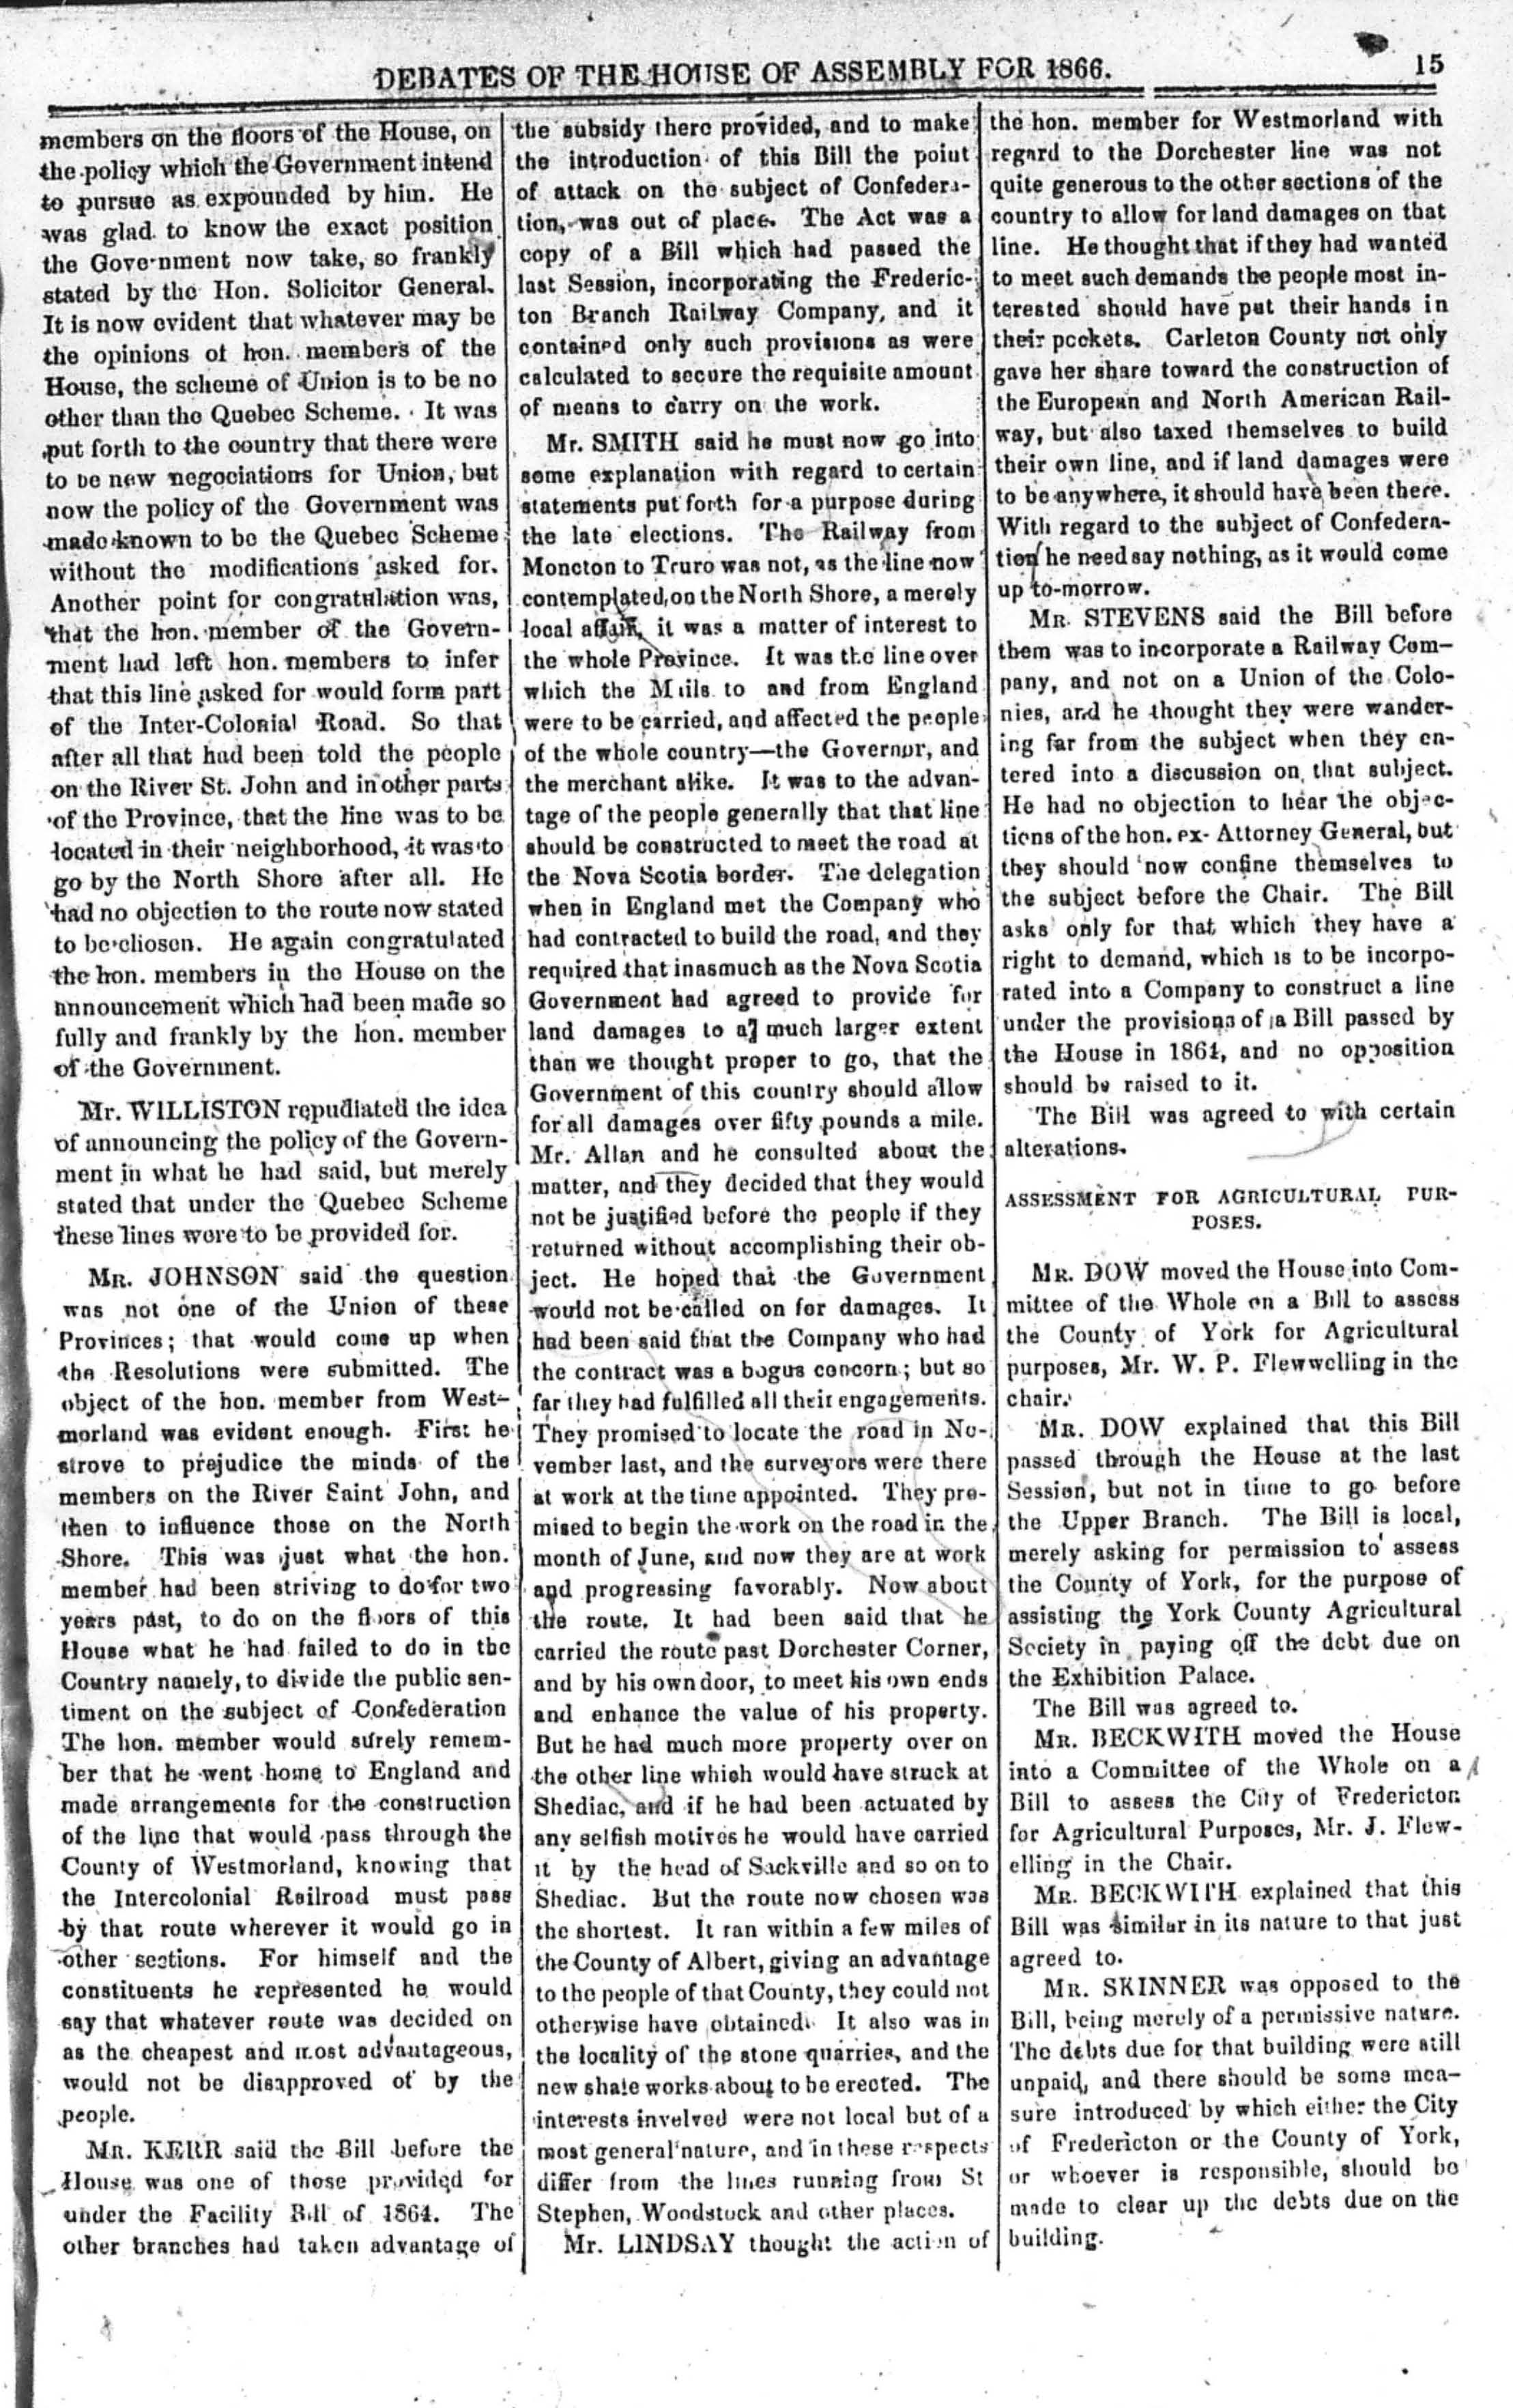 DEBATES OF THE HOUSE OF ASSEMBLY FOR 1866.
15
members on the floors of the House, on
the policy which the Government intend
to pursue as expounded by him. He
was glad to know the exact position
the Government now take, so frankly
stated by the Hon. Solicitor General.
It is now evident that whatever may be
the opinions of hon. members of the
House, the scheme of Union is to be no
other than the Quebec Scheme. It was
put forth to the country that there were
to be new negociations for Union, but
now the policy of the Government was
made known to be the Quebec Scheme
without the modifications asked for.
Another point for congratulation was,
that the hon. member of the Govern-
ment had left hon. members to infer
that this line asked for would form part
of the Inter-Colonial Road. So that
after all that had been told the people
on the River St. John and in other parts
of the Province, that the line was to be
located in their neighborhood, it was to
go by the North Shore after all. He
had no objection to the route now stated
to be chosen. He again congratulated
the hon. members in the House on the
announcement which had been made so
fully and frankly by the hon. member
of the Government.
Mr. WILLISTON repudiated the idea
of announcing the policy of the Govern-
ment in what he had said, but merely
stated that under the Quebec Scheme
these lines were to be provided for.
MR. JOHNSON said the question
was not one of the Union of these
Provinces; that would come up when
the Resolutions were submitted. The
object of the hon. member from West-
morland was evident enough. First he
strove to prejudice the minds of the
members on the River Saint John, and
then to influence those on the North
Shore. This was just what the hon.
member had been striving to do for two
years past, to do on the floors of this
House what he had failed to do in the
Country namely, to divide the public sen-
timent on the subject of Confederation
The hon. member would surely remem-
ber that he went home to England and
made arrangements for the construction
of the line that would pass through the
County of Westmorland, knowing that
the Intercolonial Railroad must pass
by that route wherever it would go in
other sections. For himself and the
constituents he represented he would
say that whatever route was decided on
as the cheapest and most advantageous,
would not be disapproved of by the
people.
MR. KERR said the Bill before the
House was one of those provided for
under the Facility Bill of 1864. The
other branches had taken advantage of
the subsidy there provided, and to make
the introduction of this Bill the point
of attack on the subject of Confedera-
tion, was out of place. The Act was a
copy of a Bill which had passed the
last Session, incorporating the Frederic-
ton Branch Railway Company, and it
contained only such provisions as were
calculated to secure the requisite amount
of means to carry on the work.
Mr. SMITH said he must now go into
some explanation with regard to certain
statements put forth for a purpose during
the late elections. The Railway from
Moncton to Truro was not, as the line now
contemplated, on the North Shore, a merely
local affair, it was a matter of interest to
the whole Province. It was the line over
which the Mails to and from England
were to be carried, and affected the people
of the whole country—the Governor, and
the merchant alike. It was to the advan-
tage of the people generally that that line
should be constructed to meet the road at
the Nova Scotia border. The delegation
when in England met the Company who
had contracted to build the road, and they
required that inasmuch as the Nova Scotia
Government had agreed to provide for
land damages to a much larger extent
than we thought proper to go, that the
Government of this country should allow
for all damages over fifty pounds a mile.
Mr. Allan and he consulted about the
matter, and they decided that they would
not be justified before the people if they
returned without accomplishing their ob-
ject. He hoped that the Government
would not be called on for damages. It
had been said that the Company who had
the contract was a bogus concern; but so
far they had fulfilled all their engagements.
They promised to locate the road in No-
vember last, and the surveyors were there
at work at the time appointed. They pro-
mised to begin the work on the road in the
month of June, and now they are at work
and progressing favorably. Now about
the route. It had been said that he
carried the route past Dorchester Corner,
and by his own door, to meet his own ends
and enhance the value of his property.
But he had much more property over on
the other line which would have struck at
Shediac, and if he had been actuated by
any selfish motives he would have carried
it by the head of Sackville and so on to
Shediac. But the route now chosen was
the shortest. It ran within a few miles of
the County of Albert, giving an advantage
to the people of that County, they could not
otherwise have obtained. It also was in
the locality of the stone quarries, and the
new shale works about to be erected. The
interests involved were not local but of a
most general nature, and in these respects
differ from the lines running from St
Stephen, Woodstock and other places.
Mr. LINDSAY thought the action of
the hon. member for Westmorland with
regard to the Dorchester line was not
quite generous to the other sections of the
country to allow for land damages on that
line. He thought that if they had wanted
to meet such demands the people most in-
terested should have put their hands in
their pockets. Carleton County not only
gave her share toward the construction of
the European and North American Rail-
way, but also taxed themselves to build
their own line, and if land damages were
to be anywhere, it should have been there.
With regard to the subject of Confedera-
tion he need say nothing, as it would come
up to-morrow.
MR. STEVENS said the Bill before
them was to incorporate a Railway Com-
pany, and not on a Union of the Colo-
nies, and he thought they were wander-
ing far from the subject when they en-
tered into a discussion on that subject.
He had no objection to hear the objec-
tions of the hon. ex-Attorney General, but
they should now confine themselves to
the subject before the Chair. The Bill
asks only for that which they have a
right to demand, which is to be incorpo-
rated into a Company to construct a line
under the provisions of a Bill passed by
the House in 1864, and no opposition
should be raised to it.
The Bill was agreed to with certain
alterations.
ASSESSMENT FOR AGRICULTURAL PUR-
POSES.
MR. DOW moved the House into Com-
mittee of the Whole on a Bill to assess
the County of York for Agricultural
purposes, Mr. W. P. Flewwelling in the
chair.
MR. DOW explained that this Bill
passed through the House at the last
Session, but not in time to go before
the Upper Branch. The Bill is local,
merely asking for permission to assess
the County of York, for the purpose of
assisting the York County Agricultural
Society in paying off the debt due on
the Exhibition Palace.
The Bill was agreed to.
MR. BECKWITH moved the House
into a Committee of the Whole on a
Bill to assess the City of Fredericton
for Agricultural Purposes, Mr. J. Flew-
elling in the Chair.
MR. BECKWITH explained that this
Bill was similar in its nature to that just
agreed to.
MR. SKINNER was opposed to the
Bill, being merely of a permissive nature.
The debts due for that building were still
unpaid, and there should be some mea-
sure introduced by which either the City
of Fredericton or the County of York,
or whoever is responsible, should be
made to clear up the debts due on the
building.